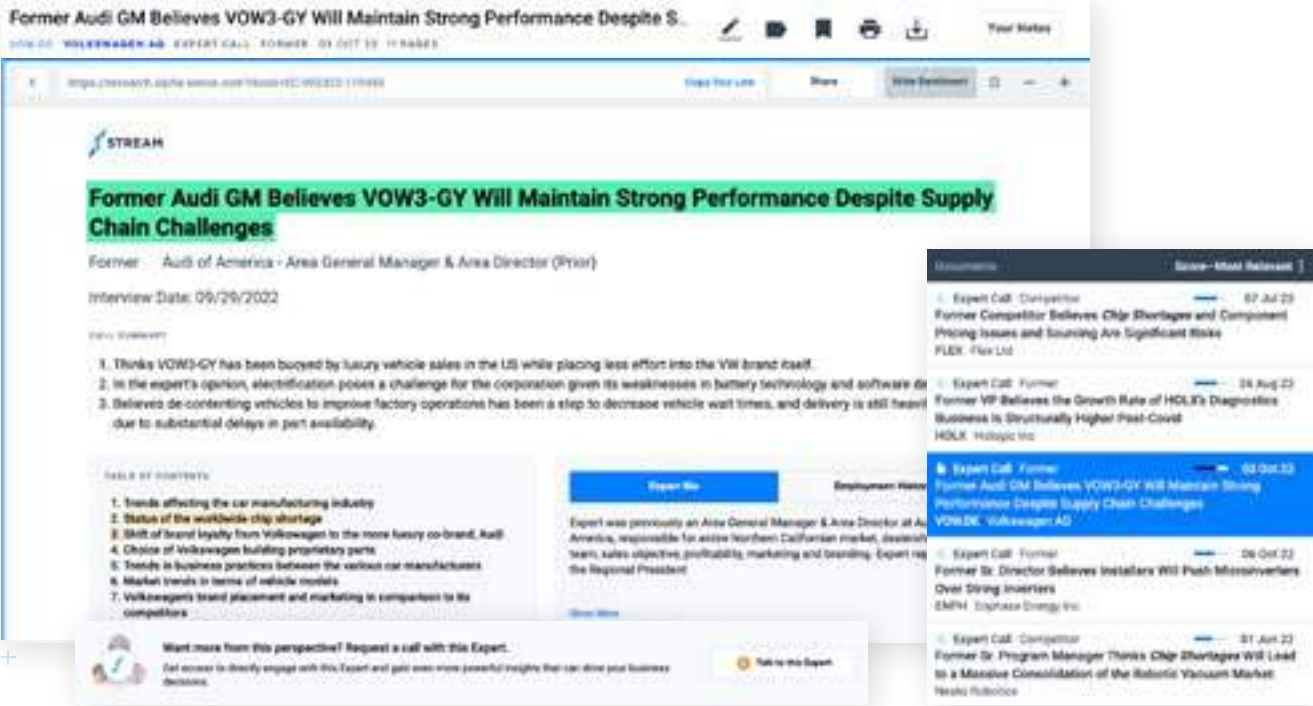 Former Audi GM Believes VOW3-GY Will Maintain Strong Performance Despite S..
VOLKSWAGEN AG EXPERT CALL FORMER 03 OCT 22 11 PAGES
Your Notes
Copy Doc Link
Share
STREAM
Former Audi GM Believes VOW3-GY Will Maintain Strong Performance Despite Supply
Chain Challenges
Former Audi of America - Area General Manager & Area Director (Prior)
Interview Date: 09/29/2022
CALL SUMMARY
1. Thinks VOW3-GY has been buoyed by luxury vehicle sales in the US while placing less effort into the VW brand itself.
2. In the expert's opinion, electrification poses a challenge for the corporation given its weaknesses in battery technology and software de
3. Believes de-contenting vehicles to improve factory operations has been a step to decrease vehicle wait times, and delivery is still heavi
due to substantial delays in part availability.
TABLE OF CONTENTS
1. Trends affecting the car manufacturing industry
2. Status of the worldwide chip shortage
3. Shift of brand loyalty from Volkswagen to the more luxury co-brand, Audi
4. Choice of Volkswagen building proprietary parts
5. Trends in business practices between the various car manufacturers
6. Market trends in terms of vehicle models
7. Volkswagen's brand placement and marketing in comparison to its
competitors
Expert Bio
Employment History
Expert was previously an Area General Manager & Area Director at Au
America, responsible for entire Northern Californian market, dealersh
team, sales objective, profitability, marketing and branding. Expert rep
the Regional President
Show More
Want more from this perspective? Request a call with this Expert.
Get access to directly engage with this Expert and gain even more powerful insights that can drive your business
decisions.
Talk to this Expert
Documents
Score - Most Relevant
Expert Call Competitor 07 Jul 22
Former Competitor Believes Chip Shortages and Component
Pricing Issues and Sourcing Are Significant Risks
FLEX Flex Ltd
Expert Call Former Aug 22
Former VP Believes the Growth Rate of HOLX's Diagnostics
Business Is Structurally Higher Post-Covid
HOLX Hologic Inc
Expert Call Former 03 Oct 22
Former Audi GM Believes VOW3-GY Will Maintain Strong
Performance Despite Supply Chain Challenges
VOW.DE Volkswagen AG
Expert Call Former 06 Oct 22
Former Sr. Director Believes Installers Will Push Microinverters
Over String Inverters
ENPH Enphase Energy Inc
Expert Call Competitor 01 Jun 22
Former Sr. Program Manager Thinks Chip Shortages Will Lead
to a Massive Consolidation of the Robotic Vacuum Market
Neato Robotics